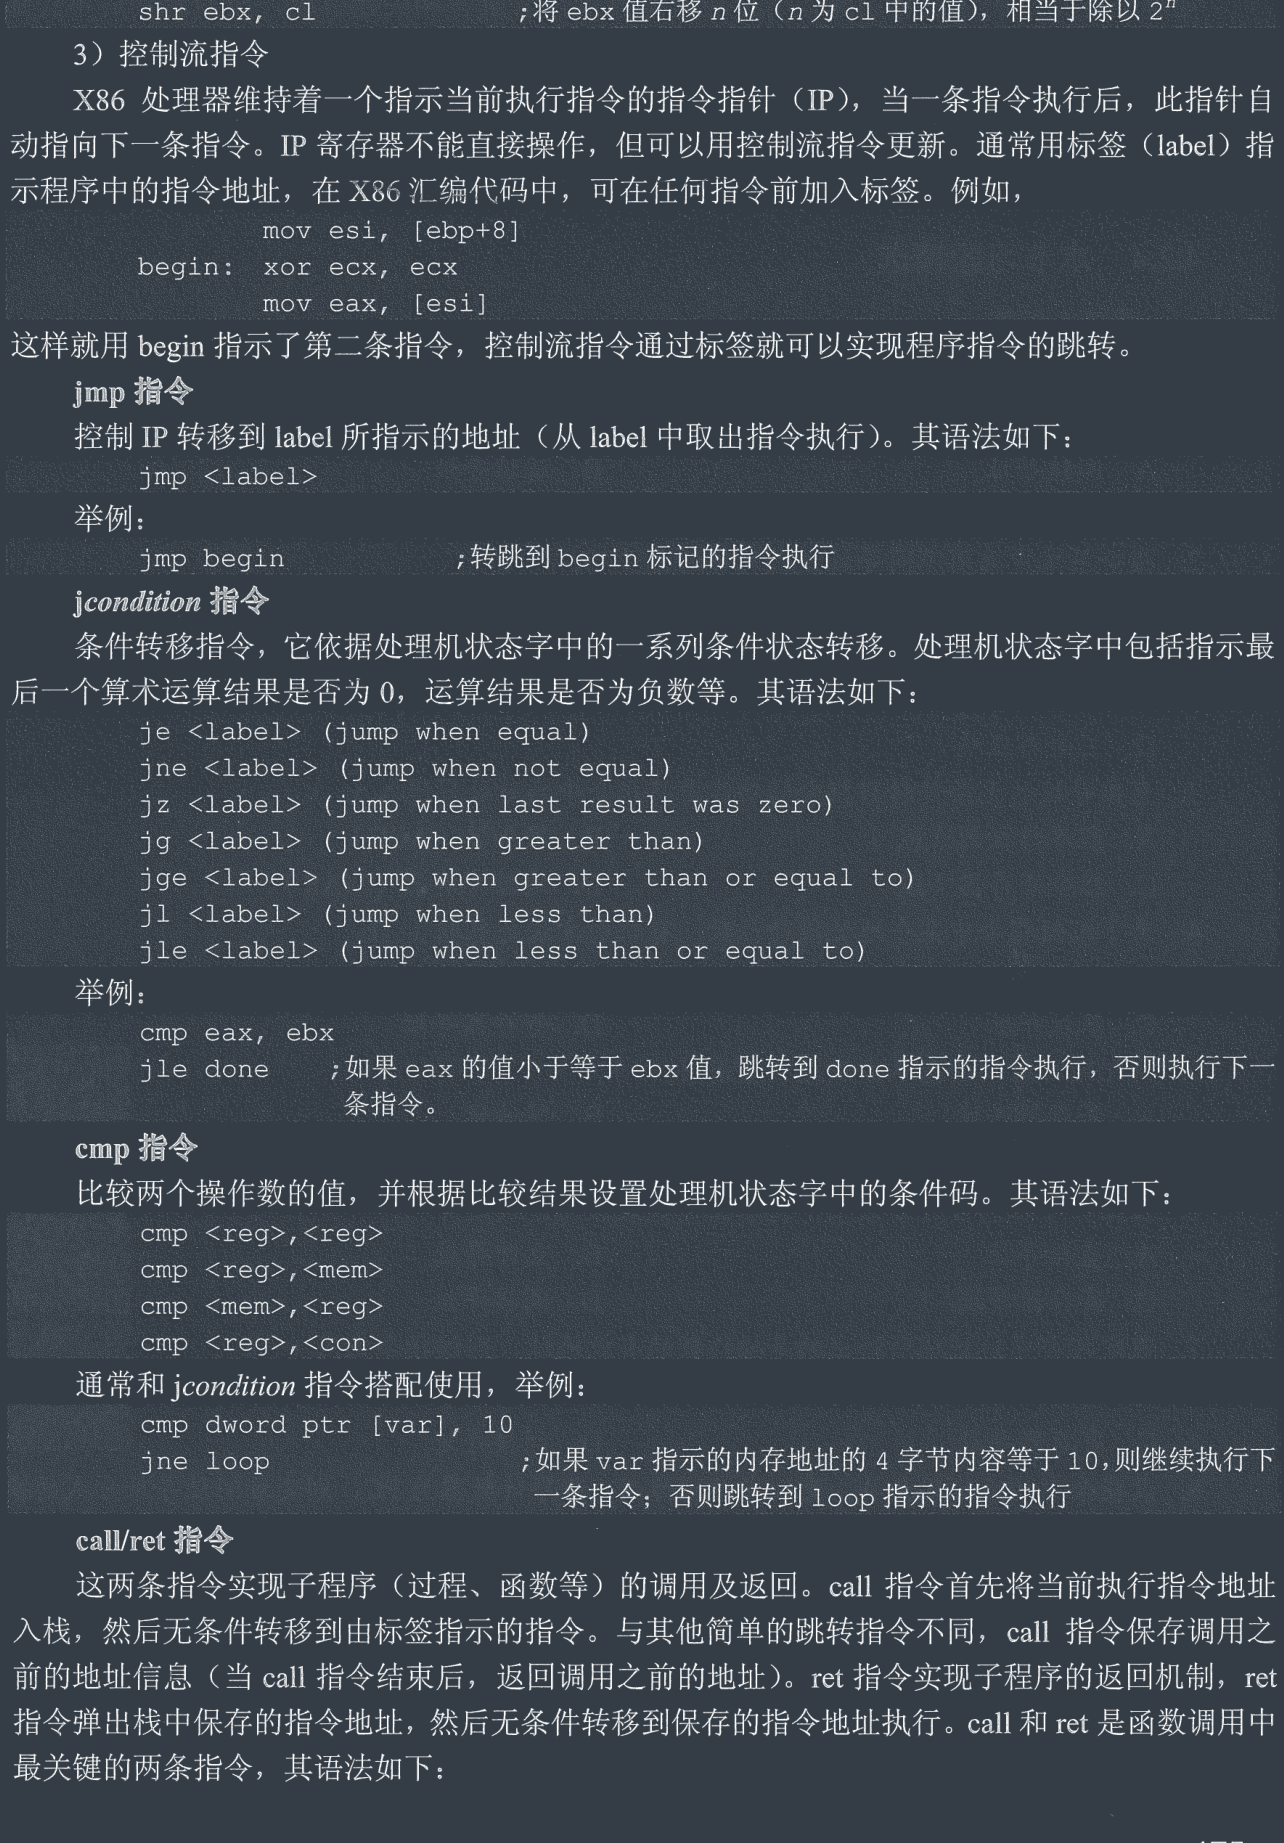 shr ebx, cl ;将 ebx 值右移 n 位（n 为 cl 中的值），相当于除以 2ⁿ
3）控制流指令
X86 处理器维持着一个指示当前执行指令的指令指针（IP），当一条指令执行后，此指针自
动指向下一条指令。IP 寄存器不能直接操作，但可以用控制流指令更新。通常用标签（label）指
示程序中的指令地址，在 X86 汇编代码中，可在任何指令前加入标签。例如，
mov esi, [ebp+8]
begin: xor ecx, ecx
mov eax, [esi]
这样就用 begin 指示了第二条指令，控制流指令通过标签就可以实现程序指令的跳转。
jmp 指令
控制 IP 转移到 label 所指示的地址（从 label 中取出指令执行）。其语法如下：
jmp <label>
举例：
jmp begin ;转跳到 begin 标记的指令执行
jcondition 指令
条件转移指令，它依据处理机状态字中的一系列条件状态转移。处理机状态字中包括指示最
后一个算术运算结果是否为 0，运算结果是否为负数等。其语法如下：
je <label> (jump when equal)
jne <label> (jump when not equal)
jz <label> (jump when last result was zero)
jg <label> (jump when greater than)
jge <label> (jump when greater than or equal to)
jl <label> (jump when less than)
jle <label> (jump when less than or equal to)
举例：
cmp eax, ebx
jle done ;如果 eax 的值小于等于 ebx 值，跳转到 done 指示的指令执行，否则执行下一
条指令。
cmp 指令
比较两个操作数的值，并根据比较结果设置处理机状态字中的条件码。其语法如下：
cmp <reg>,<reg>
cmp <reg>,<mem>
cmp <mem>,<reg>
cmp <reg>,<con>
通常和 jcondition 指令搭配使用，举例：
cmp dword ptr [var], 10
jne loop ;如果 var 指示的内存地址的 4 字节内容等于 10,则继续执行下
一条指令；否则跳转到 loop 指示的指令执行
call/ret 指令
这两条指令实现子程序（过程、函数等）的调用及返回。call 指令首先将当前执行指令地址
入栈，然后无条件转移到由标签指示的指令。与其他简单的跳转指令不同，call 指令保存调用之
前的地址信息（当 call 指令结束后，返回调用之前的地址）。ret 指令实现子程序的返回机制，ret
指令弹出栈中保存的指令地址，然后无条件转移到保存的指令地址执行。call 和 ret 是函数调用中
最关键的两条指令，其语法如下：